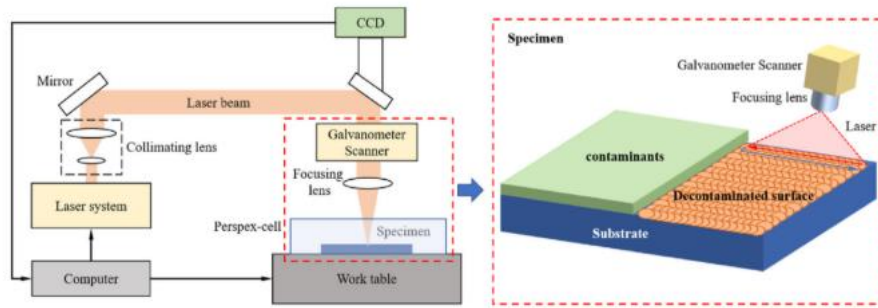 CCD
Mirror
Laser beam
Collimating lens
Galvanometer
Scanner
Focusing
lens
Laser system
Perspex-cell
Specimen
Computer
Work table
Specimen
Galvanometer Scanner
Focusing lens
Laser
contaminants
Decontaminated surface
Substrate